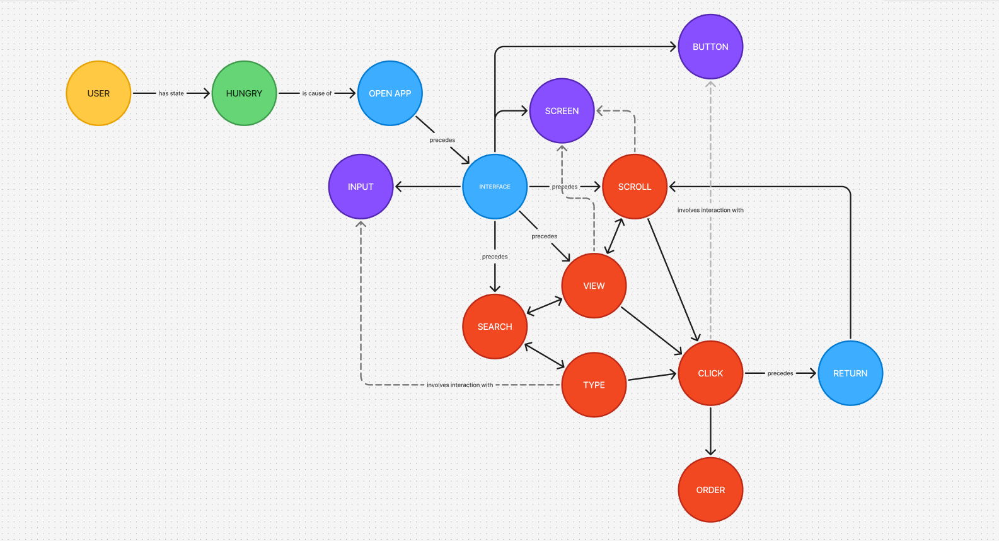 BUTTON
USER
has state
HUNGRY
is cause of
OPEN APP
SCREEN
precedes
INPUT
INTERFACE
precedes
SCROLL
involves interaction with
precedes
precedes
VIEW
SEARCH
CLICK
precedes
RETURN
TYPE
involves interaction with
ORDER